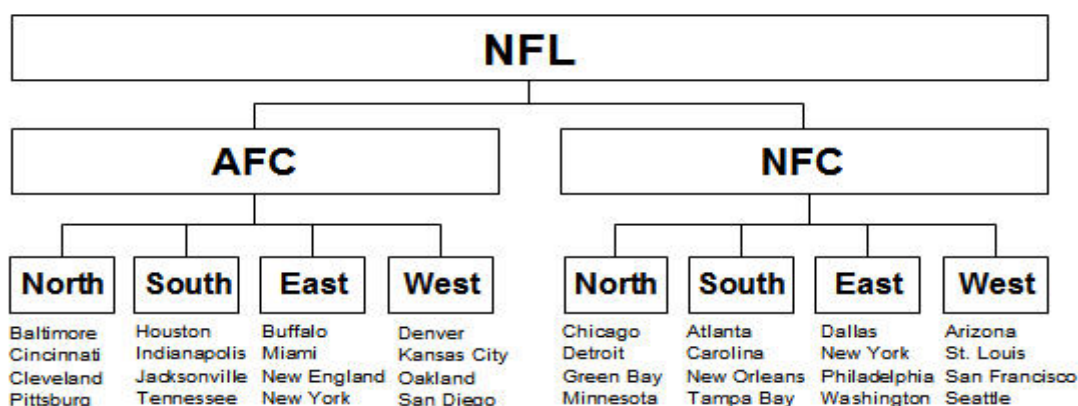 NFL
AFC
NFC
North
South
East
West
North
South
East
West
Baltimore
Cincinnati
Cleveland
Pittsburg
Houston
Indianapolis
Jacksonville
Tennessee
Buffalo
Miami
New England
New York
Denver
Kansas City
Oakland
San Diego
Chicago
Detroit
Green Bay
Minnesota
Atlanta
Carolina
New Orleans
Tampa Bay
Dallas
New York
Philadelphia
Washington
Arizona
St. Louis
San Francisco
Seattle